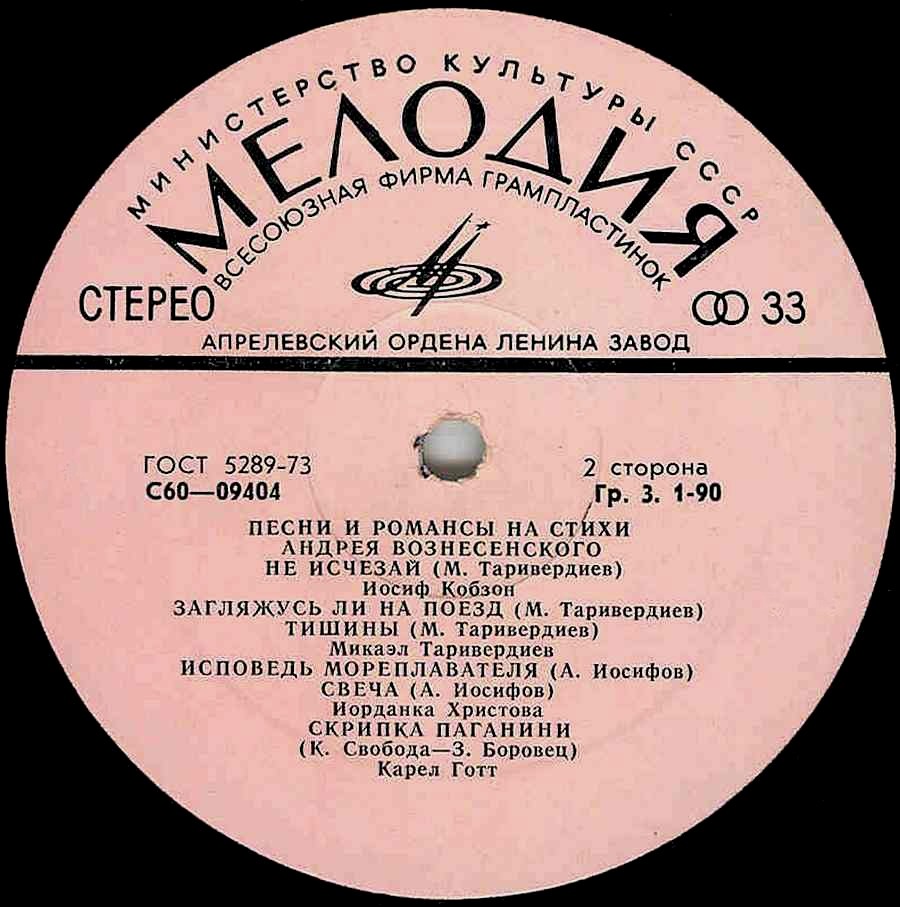 МИНИСТЕРСТВО КУЛЬТУРЫ СССР
МЕЛОДИЯ
ВСЕСОЮЗНАЯ ФИРМА ГРАМПЛАСТИНОК
СТЕРЕО
33
АПРЕЛЕВСКИЙ ОРДЕНА ЛЕНИНА ЗАВОД
ГОСТ 5289-73
2 сторона
С60—09404
Гр. 3. 1-90
ПЕСНИ И РОМАНСЫ НА СТИХИ
АНДРЕЯ ВОЗНЕСЕНСКОГО
НЕ ИСЧЕЗАЙ (М. Таривердиев)
Иосиф Кобзон
ЗАГЛЯЖУСЬ ЛИ НА ПОЕЗД (М. Таривердиев)
ТИШИНЫ (М. Таривердиев)
Микаэл Таривердиев
ИСПОВЕДЬ МОРЕПЛАВАТЕЛЯ (А. Иосифов)
СВЕЧА (А. Иосифов)
Йорданка Христова
СКРИПКА ПАГАНИНИ
(К. Свобода—З. Боровец)
Карел Готт